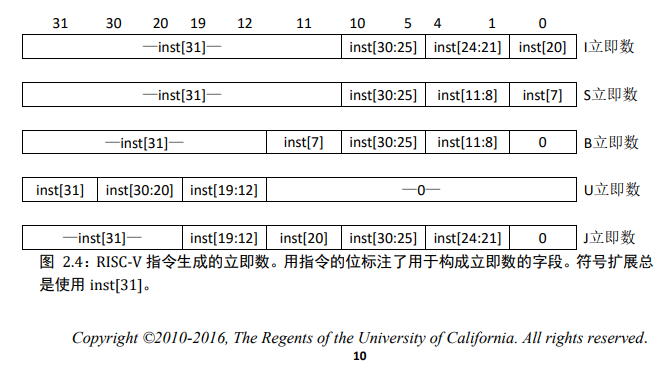 31 30 20 19 12 11 10 5 4 1 0
—inst[31]— inst[30:25] inst[24:21] inst[20] I立即数
—inst[31]— inst[30:25] inst[11:8] inst[7] S立即数
—inst[31]— inst[7] inst[30:25] inst[11:8] 0 B立即数
inst[31] inst[30:20] inst[19:12] —0— U立即数
—inst[31]— inst[19:12] inst[20] inst[30:25] inst[24:21] 0 J立即数
图 2.4：RISC-V 指令生成的立即数。用指令的位标注了用于构成立即数的字段。符号扩展总
是使用 inst[31]。
Copyright ©2010-2016, The Regents of the University of California. All rights reserved.
10